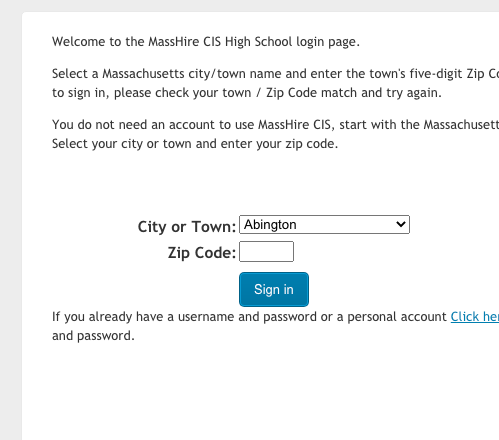 Welcome to the MassHire CIS High School login page.
Select a Massachusetts city/town name and enter the town's five-digit Zip
to sign in, please check your town / Zip Code match and try again.
You do not need an account to use MassHire CIS, start with the
Select your city or town and enter your zip code.
City or Town: Abington
Zip Code:
Sign in
If you already have a username and password or a personal account Click
and password.